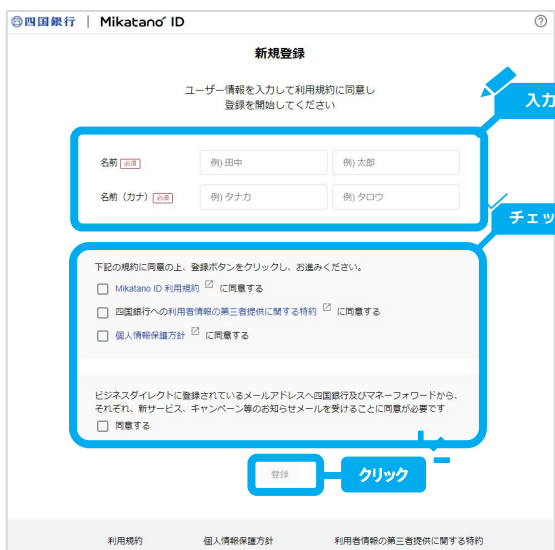 四国銀行 | Mikatano ID
新規登録
ユーザー情報を入力して利用規約に同意し
登録を開始してください
入力
名前 必須 例) 田中 例) 太郎
名前（カナ） 必須 例) タナカ 例) タロウ
チェッ
下記の規約に同意の上、登録ボタンをクリックし、お進みください。
Mikatano ID 利用規約 に同意する
四国銀行への利用者情報の第三者提供に関する特約 に同意する
個人情報保護方針 に同意する
ビジネスダイレクトに登録されているメールアドレスへ四国銀行及びマネーフォワードから、
それぞれ、新サービス、キャンペーン等のお知らせメールを受けることに同意が必要です
同意する
登録 クリック
利用規約 個人情報保護方針 利用者情報の第三者提供に関する特約